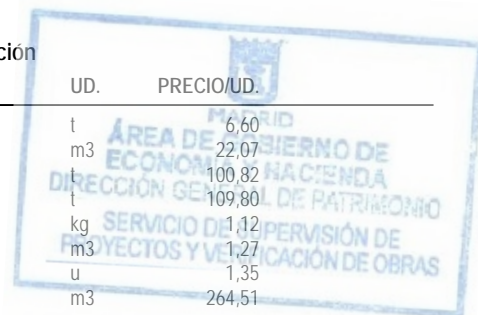 ción
UD. PRECIO/UD.
t 6,60
m3 22,07
t 100,82
t 109,80
kg 1,12
m3 1,27
u 1,35
m3 264,51
MADRID
ÁREA DE GOBIERNO DE
ECONOMÍA Y HACIENDA
DIRECCIÓN GENERAL DE PATRIMONIO
SERVICIO DE SUPERVISIÓN DE
PROYECTOS Y VERIFICACIÓN DE OBRAS